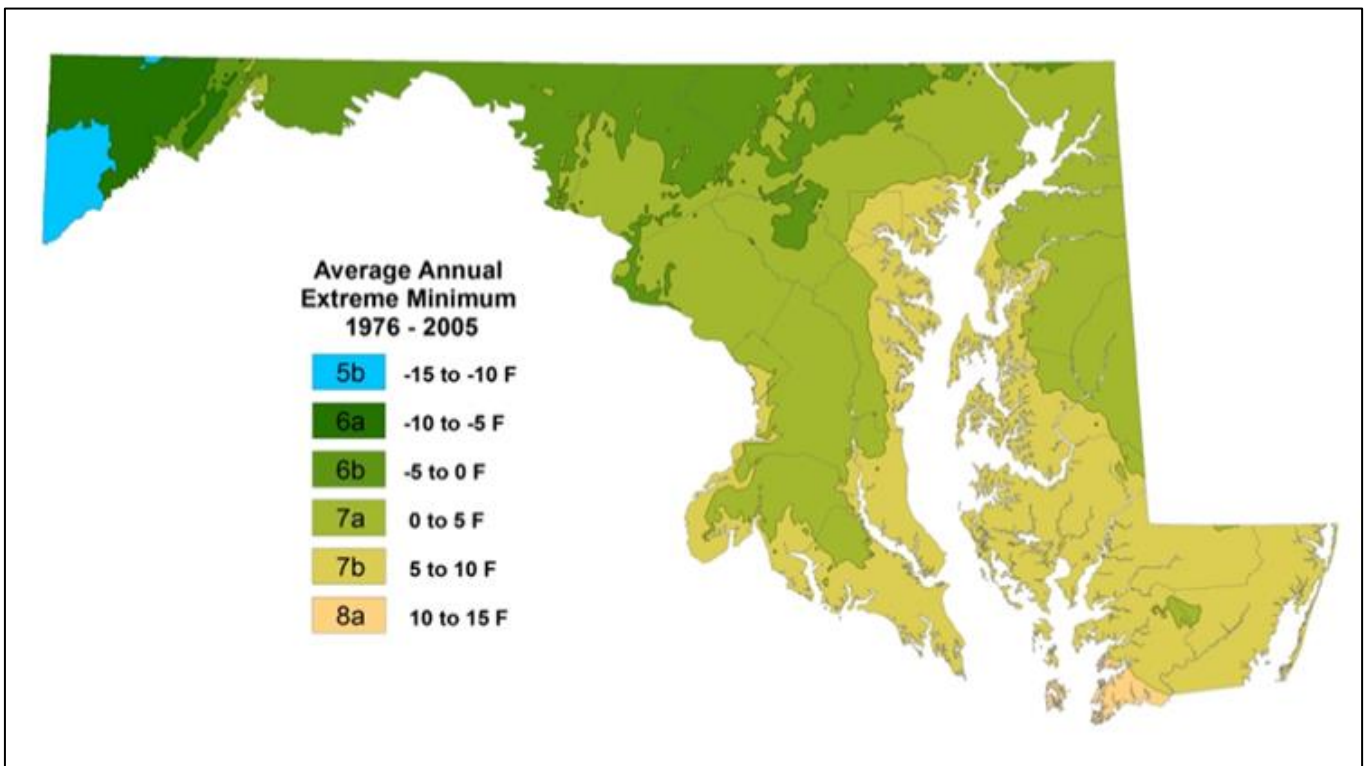 Average Annual
Extreme Minimum
1976 - 2005
5b -15 to -10 F
6a -10 to -5 F
6b -5 to 0 F
7a 0 to 5 F
7b 5 to 10 F
8a 10 to 15 F